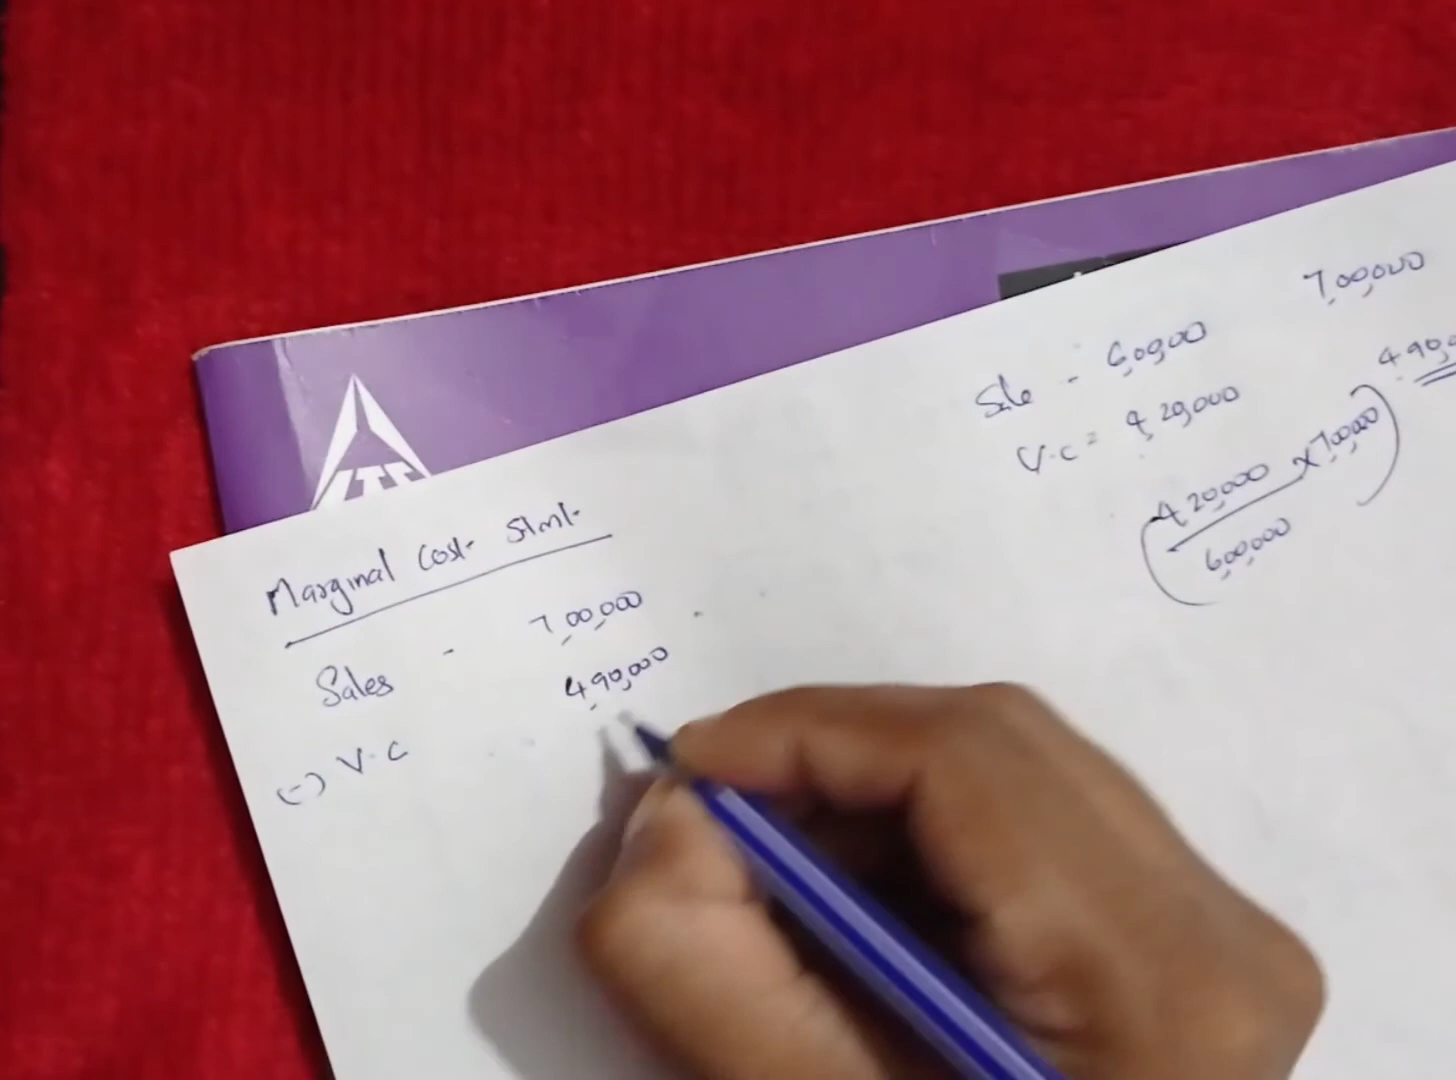 7,00,000
Sale - 6,00,000
4,90,0
V.C = 4,20,000
(4,20,000 × 7,00,000)
6,00,000
Marginal Cost Stmt.
Sales - 7,00,000
(-) V.C 4,90,000